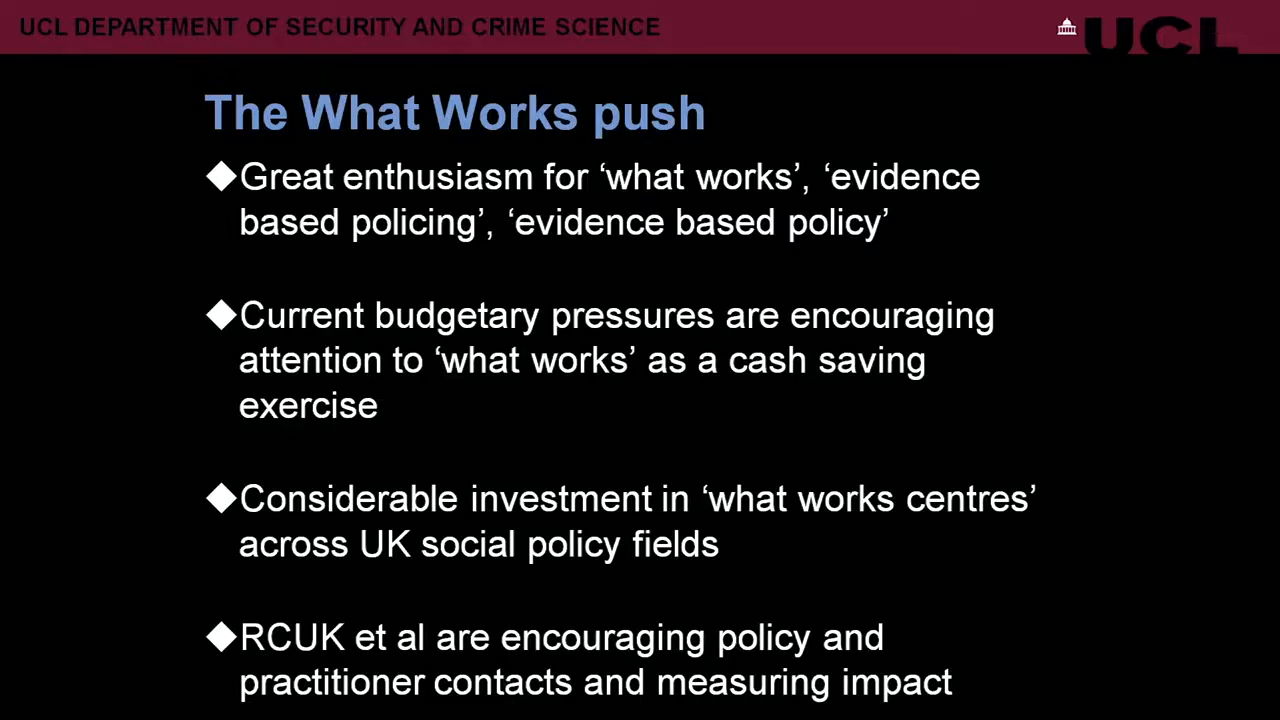 UCL DEPARTMENT OF SECURITY AND CRIME SCIENCE
UCL
The What Works push
◆Great enthusiasm for ‘what works’, ‘evidence
based policing’, ‘evidence based policy’
◆Current budgetary pressures are encouraging
attention to ‘what works’ as a cash saving
exercise
◆Considerable investment in ‘what works centres’
across UK social policy fields
◆RCUK et al are encouraging policy and
practitioner contacts and measuring impact